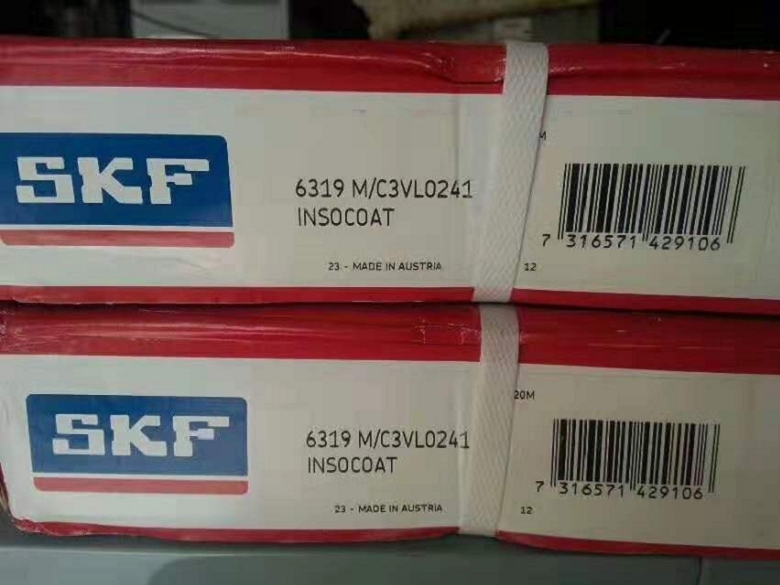 SKF
6319 M/C3VL0241
INSOCOAT
23 - MADE IN AUSTRIA
M
7 316571 429106
12
SKF
6319 M/C3VL0241
INSOCOAT
23 - MADE IN AUSTRIA
20M
7 316571 429106
12